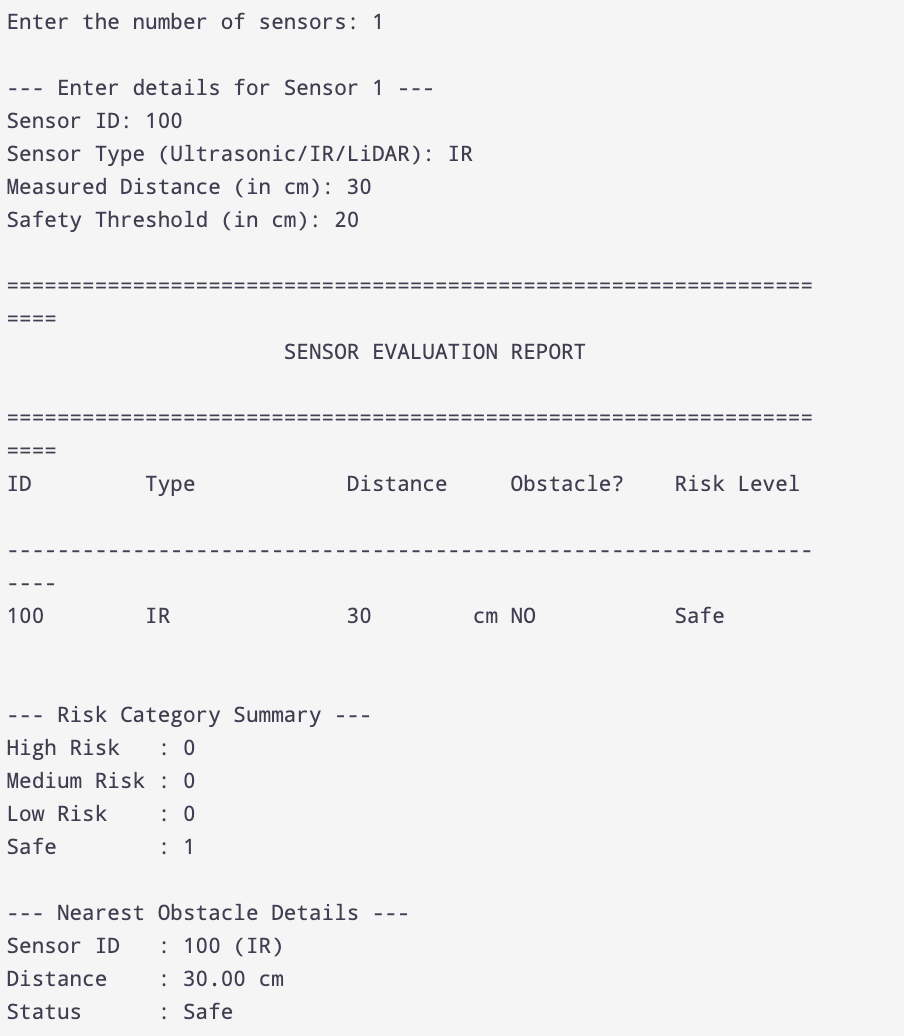 Enter the number of sensors: 1
--- Enter details for Sensor 1 ---
Sensor ID: 100
Sensor Type (Ultrasonic/IR/LiDAR): IR
Measured Distance (in cm): 30
Safety Threshold (in cm): 20
================================================================
====
SENSOR EVALUATION REPORT
================================================================
====
ID Type Distance Obstacle? Risk Level
----------------------------------------------------------------
----
100 IR 30 cm NO Safe
--- Risk Category Summary ---
High Risk : 0
Medium Risk : 0
Low Risk : 0
Safe : 1
--- Nearest Obstacle Details ---
Sensor ID : 100 (IR)
Distance : 30.00 cm
Status : Safe